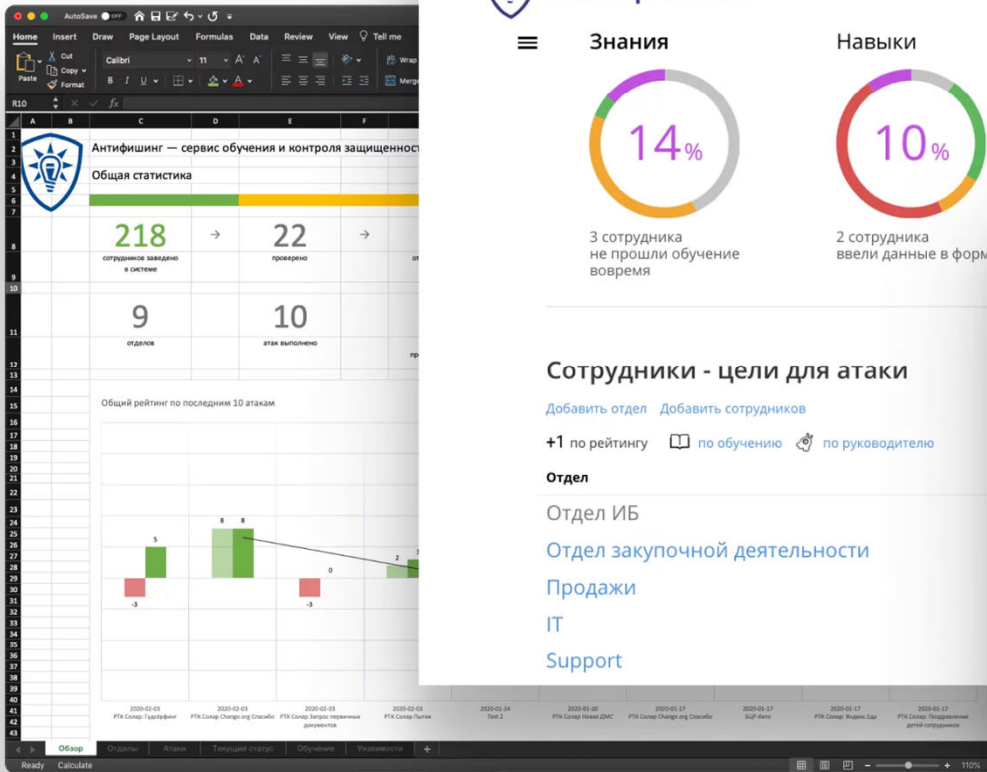 AutoSave OFF
Home Insert Draw Page Layout Formulas Data Review View Tell me
Paste
Cut
Copy
Format
Calibri 11
B I U
Wrap
Merge
R10 fx
A B C D E F
Антифишинг — сервис обучения и контроля защищенност
Общая статистика
218 → 22 →
сотрудников заведено
в системе
проверено
9 10
отделов атак выполнено
Общий рейтинг по последним 10 атакам
8 8
5
0
2
-3 -3
2020-02-03 2020-02-03 2020-02-03 2020-02-03 2020-01-24 2020-01-20 2020-01-17 2020-01-17 2020-01-17 2020-01-17
РТК Солар: Гудсёрфинг
РТК Солар Change.org Спасибо
РТК Солар Запрос первичных
документов
РТК Солар Пытки
Test 2
РТК Солар Новая ДМС
РТК Солар Change.org Спасибо
БЦР-Авто
РТК Солар: Яндекс Еда
РТК Солар: Поздравление
детей сотрудников
Обзор Отделы Атаки Текущий статус Обучение Уязвимости +
Ready Calculate
110%
Знания Навыки
14% 10%
3 сотрудника
не прошли обучение
вовремя
2 сотрудника
ввели данные в форм
Сотрудники - цели для атаки
Добавить отдел Добавить сотрудников
+1 по рейтингу по обучению по руководителю
Отдел
Отдел ИБ
Отдел закупочной деятельности
Продажи
IT
Support